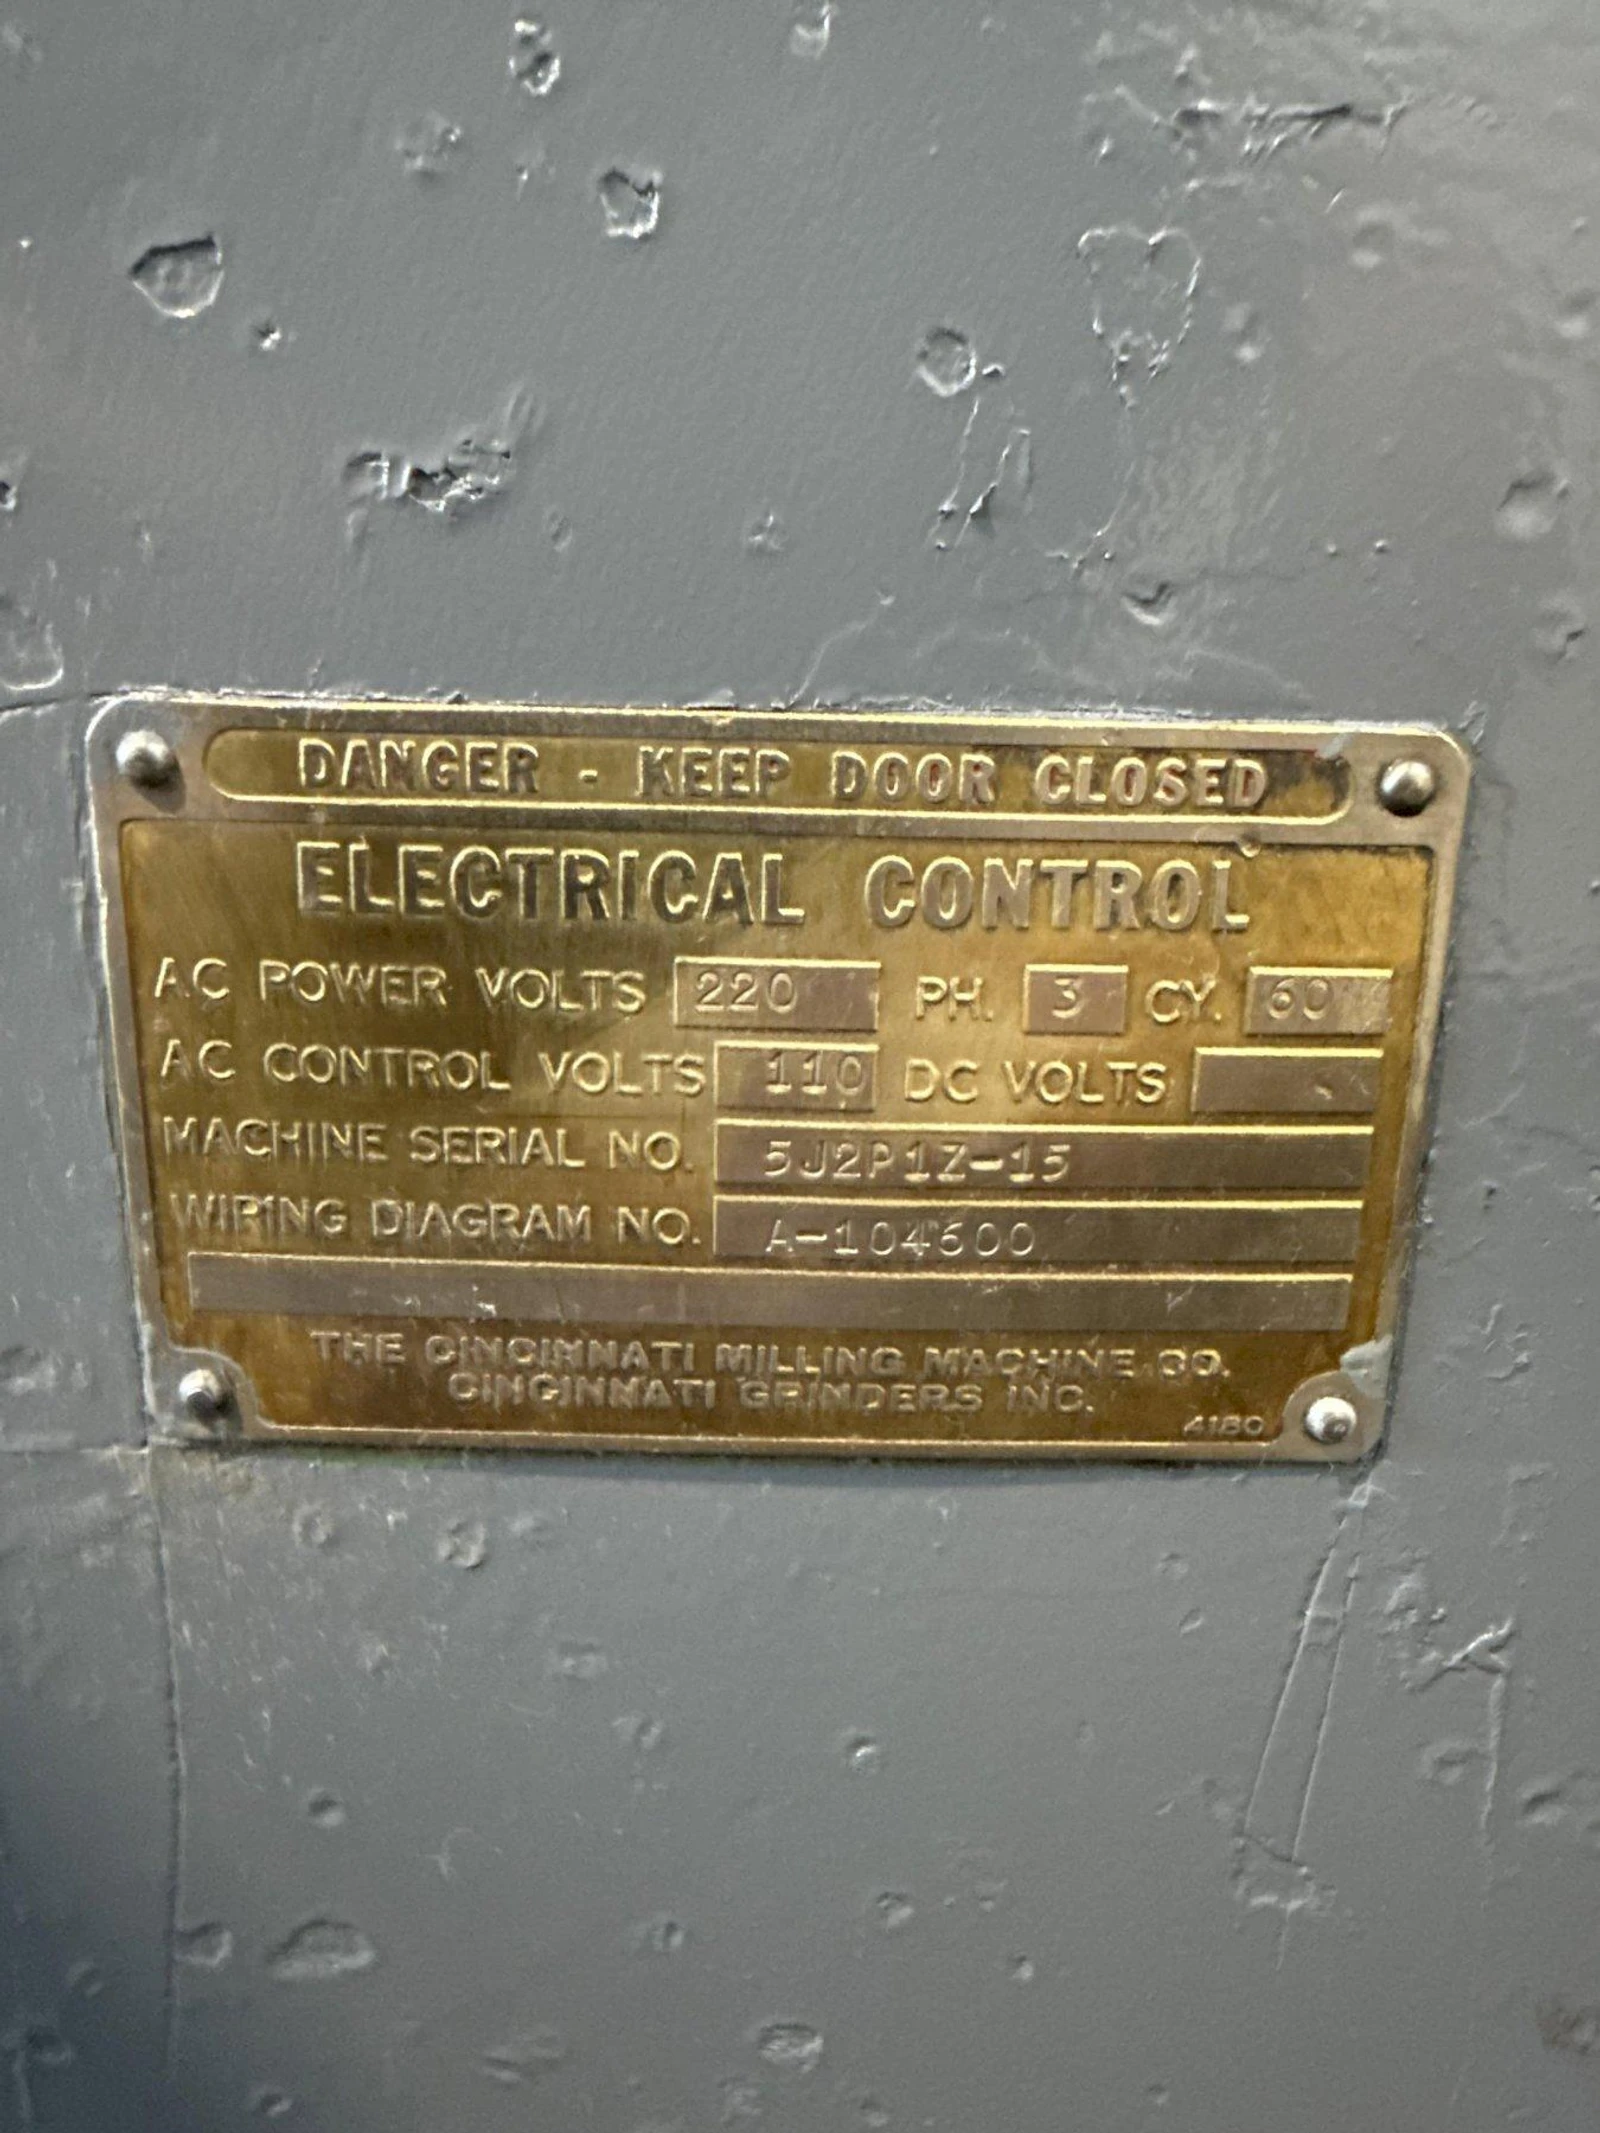 DANGER - KEEP DOOR CLOSED
ELECTRICAL CONTROL
AC POWER VOLTS 220 PH. 3 CY. 60
AC CONTROL VOLTS 110 DC VOLTS
MACHINE SERIAL NO. 5J2P1Z-15
WIRING DIAGRAM NO. A-104600
THE CINCINNATI MILLING MACHINE CO.
CINCINNATI GRINDERS INC.
4180